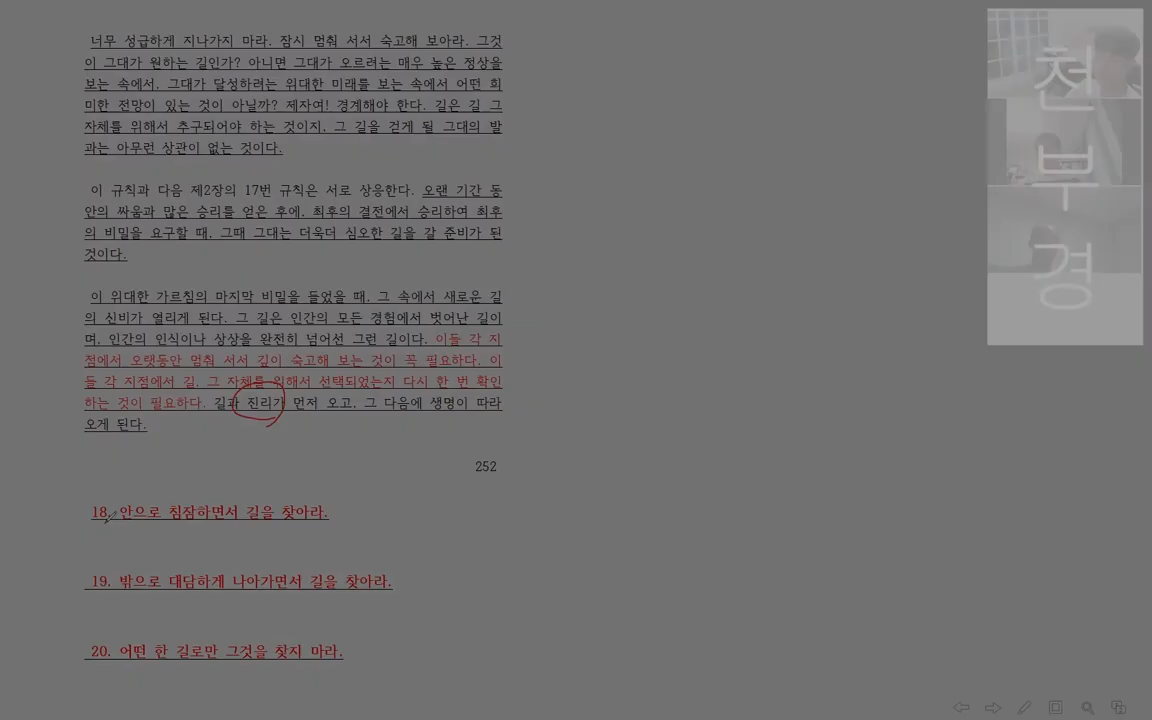 너무 성급하게 지나가지 마라. 잠시 멈춰 서서 숙고해 보아라. 그것
이 그대가 원하는 길인가? 아니면 그대가 오르려는 매우 높은 정상을
보는 속에서, 그대가 달성하려는 위대한 미래를 보는 속에서 어떤 희
미한 전망이 있는 것이 아닐까? 제자여! 경계해야 한다. 길은 길 그
자체를 위해서 추구되어야 하는 것이지, 그 길을 걷게 될 그대의 발
과는 아무런 상관이 없는 것이다.
이 규칙과 다음 제2장의 17번 규칙은 서로 상응한다. 오랜 기간 동
안의 싸움과 많은 승리를 얻은 후에, 최후의 결전에서 승리하여 최후
의 비밀을 요구할 때, 그때 그대는 더욱더 심오한 길을 갈 준비가 된
것이다.
이 위대한 가르침의 마지막 비밀을 들었을 때, 그 속에서 새로운 길
의 신비가 열리게 된다. 그 길은 인간의 모든 경험에서 벗어난 길이
며, 인간의 인식이나 상상을 완전히 넘어선 그런 길이다. 이들 각 지
점에서 오랫동안 멈춰 서서 깊이 숙고해 보는 것이 꼭 필요하다. 이
들 각 지점에서 길, 그 자체를 위해서 선택되었는지 다시 한 번 확인
하는 것이 필요하다. 길과 진리가 먼저 오고, 그 다음에 생명이 따라
오게 된다.
252
18. 안으로 침잠하면서 길을 찾아라.
19. 밖으로 대담하게 나아가면서 길을 찾아라.
20. 어떤 한 길로만 그것을 찾지 마라.
천
부
경